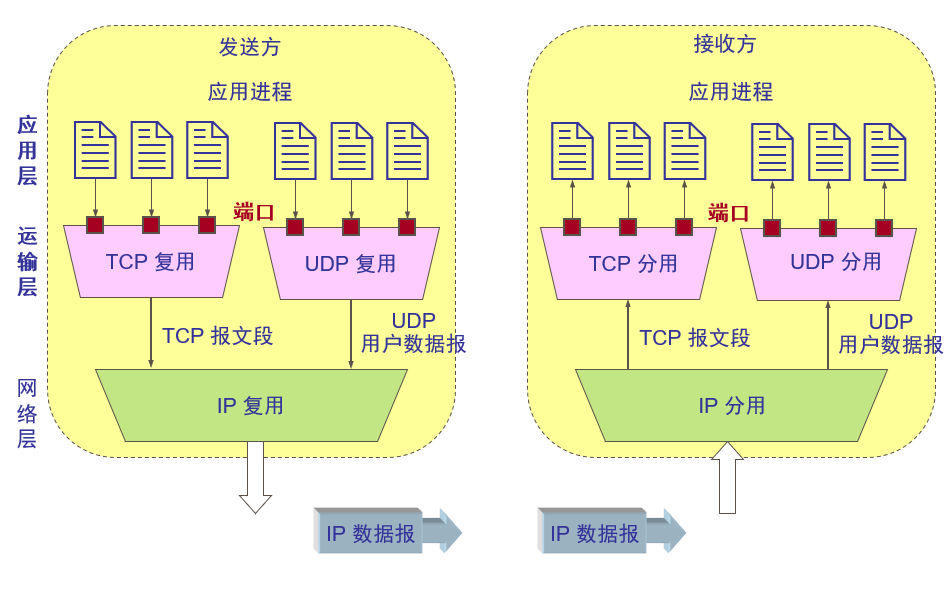 发送方
应用进程
应用层
端口
运输层
TCP 复用
UDP 复用
TCP 报文段
UDP
用户数据报
网络层
IP 复用
IP 数据报
接收方
应用进程
端口
TCP 分用
UDP 分用
TCP 报文段
UDP
用户数据报
IP 分用
IP 数据报